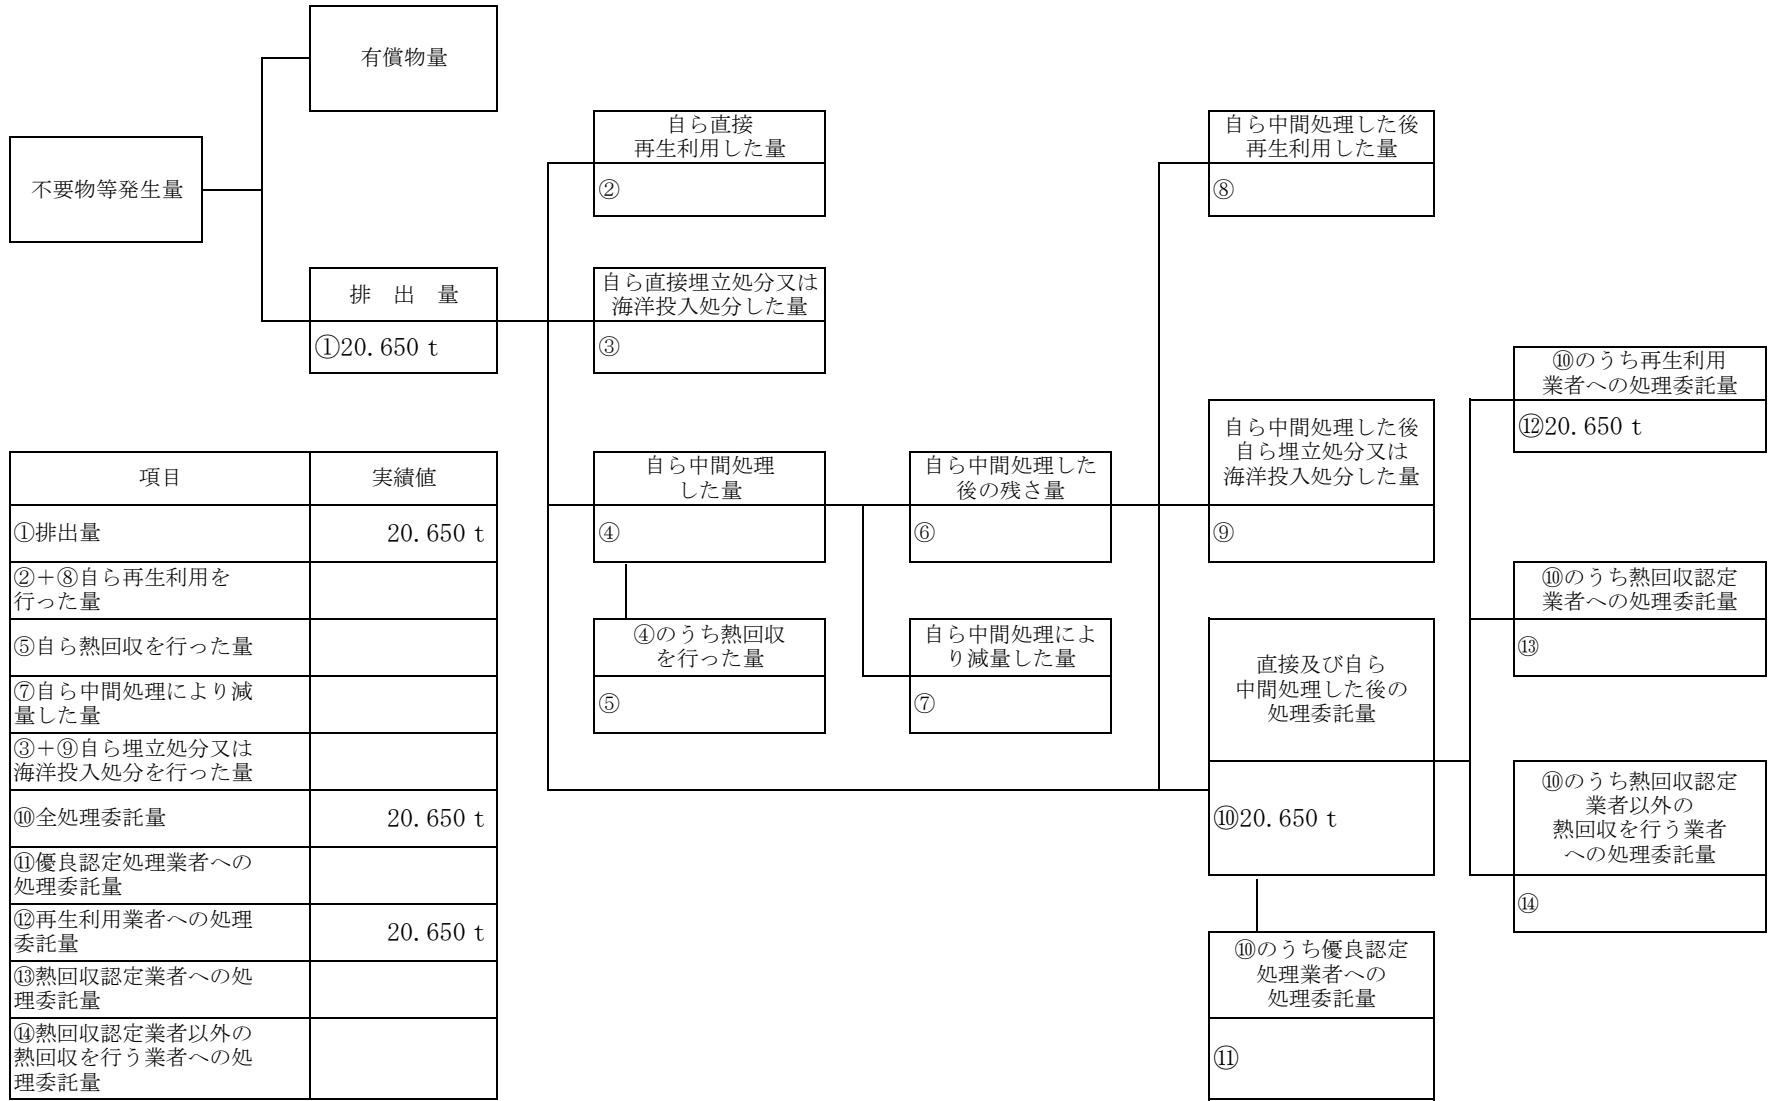 有償物量
不要物等発生量
排　出　量
①20.650 t
自ら直接
再生利用した量
②
自ら直接埋立処分又は
海洋投入処分した量
③
自ら中間処理
した量
④
④のうち熱回収
を行った量
⑤
自ら中間処理した
後の残さ量
⑥
自ら中間処理によ
り減量した量
⑦
自ら中間処理した後
再生利用した量
⑧
自ら中間処理した後
自ら埋立処分又は
海洋投入処分した量
⑨
直接及び自ら
中間処理した後の
処理委託量
⑩20.650 t
⑩のうち優良認定
処理業者への
処理委託量
⑪
⑩のうち再生利用
業者への処理委託量
⑫20.650 t
⑩のうち熱回収認定
業者への処理委託量
⑬
⑩のうち熱回収認定
業者以外の
熱回収を行う業者
への処理委託量
⑭
項目 実績値
①排出量 20.650 t
②＋⑧自ら再生利用を
行った量
⑤自ら熱回収を行った量
⑦自ら中間処理により減
量した量
③＋⑨自ら埋立処分又は
海洋投入処分を行った量
⑩全処理委託量 20.650 t
⑪優良認定処理業者への
処理委託量
⑫再生利用業者への処理
委託量 20.650 t
⑬熱回収認定業者への処
理委託量
⑭熱回収認定業者以外の
熱回収を行う業者への処
理委託量